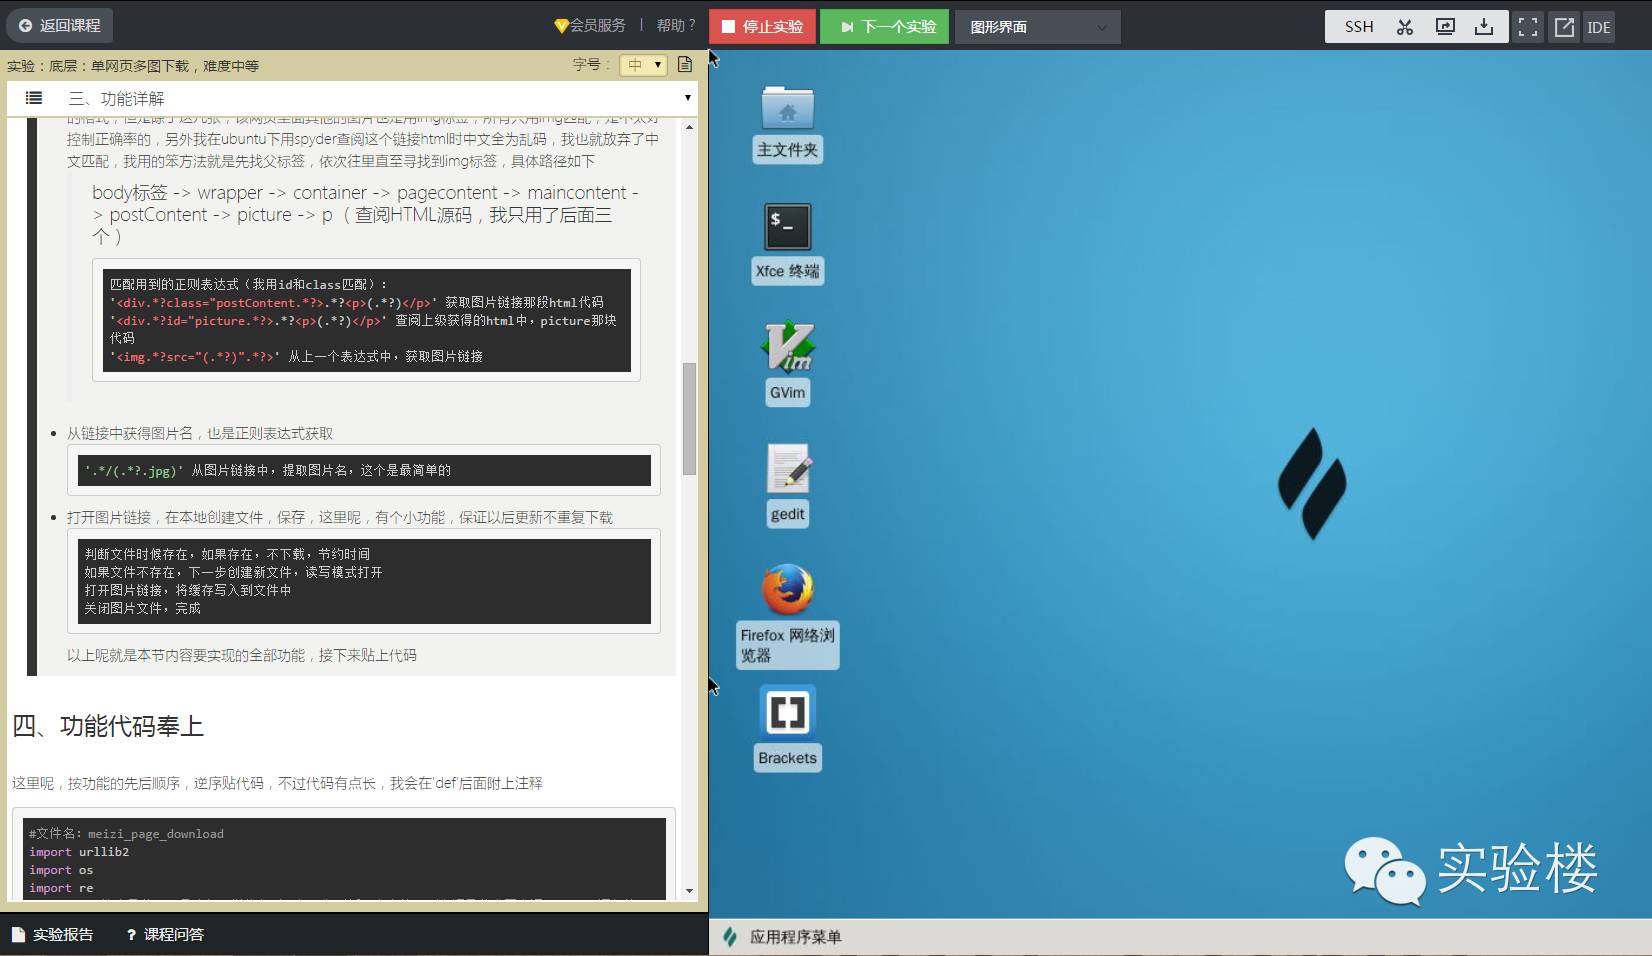 返回课程
会员服务 | 帮助 ?
停止实验
下一个实验
图形界面
SSH
IDE
实验：底层：单网页多图下载，难度中等
字号：
中
三、功能详解
控制正确率的，另外我在ubuntu下用spyder查阅这个链接html时中文全为乱码，我也就放弃了中
文匹配，我用的笨方法就是先找父标签，依次往里直至寻找到img标签，具体路径如下
body标签 -> wrapper -> container -> pagecontent -> maincontent -
> postContent -> picture -> p （ 查阅HTML源码，我只用了后面三
个 ）
匹配用到的正则表达式（我用id和class匹配）：
'<div.*?class="postContent.*?>.*?<p>(.*?)</p>' 获取图片链接那段html代码
'<div.*?id="picture.*?>.*?<p>(.*?)</p>' 查阅上级获得的html中，picture那块
代码
'<img.*?src="(.*?)".*?>' 从上一个表达式中，获取图片链接
从链接中获得图片名，也是正则表达式获取
'.*/(.*?.jpg)' 从图片链接中，提取图片名，这个是最简单的
打开图片链接，在本地创建文件，保存，这里呢，有个小功能，保证以后更新不重复下载
判断文件时候存在，如果存在，不下载，节约时间
如果文件不存在，下一步创建新文件，读写模式打开
打开图片链接，将缓存写入到文件中
关闭图片文件，完成
以上呢就是本节内容要实现的全部功能，接下来贴上代码
四、功能代码奉上
这里呢，按功能的先后顺序，逆序贴代码，不过代码有点长，我会在'def'后面附上注释
#文件名：meizi_page_download
import urllib2
import os
import re
实验报告
? 课程问答
主文件夹
$_
Xfce 终端
Vim
GVim
gedit
Firefox 网络浏
览器
Brackets
实验楼
应用程序菜单